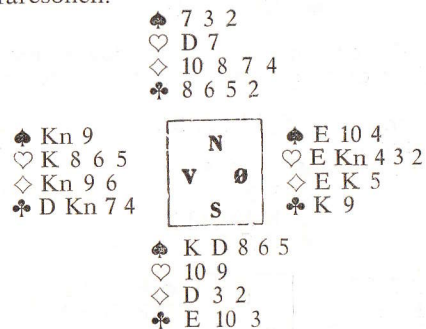 ♠ 7 3 2
♡ D 7
♢ 10 8 7 4
♣ 8 6 5 2
♠ Kn 9
♡ K 8 6 5
♢ Kn 9 6
♣ D Kn 7 4
N
V Ø
S
♠ E 10 4
♡ E Kn 4 3 2
♢ E K 5
♣ K 9
♠ K D 8 6 5
♡ 10 9
♢ D 3 2
♣ E 10 3